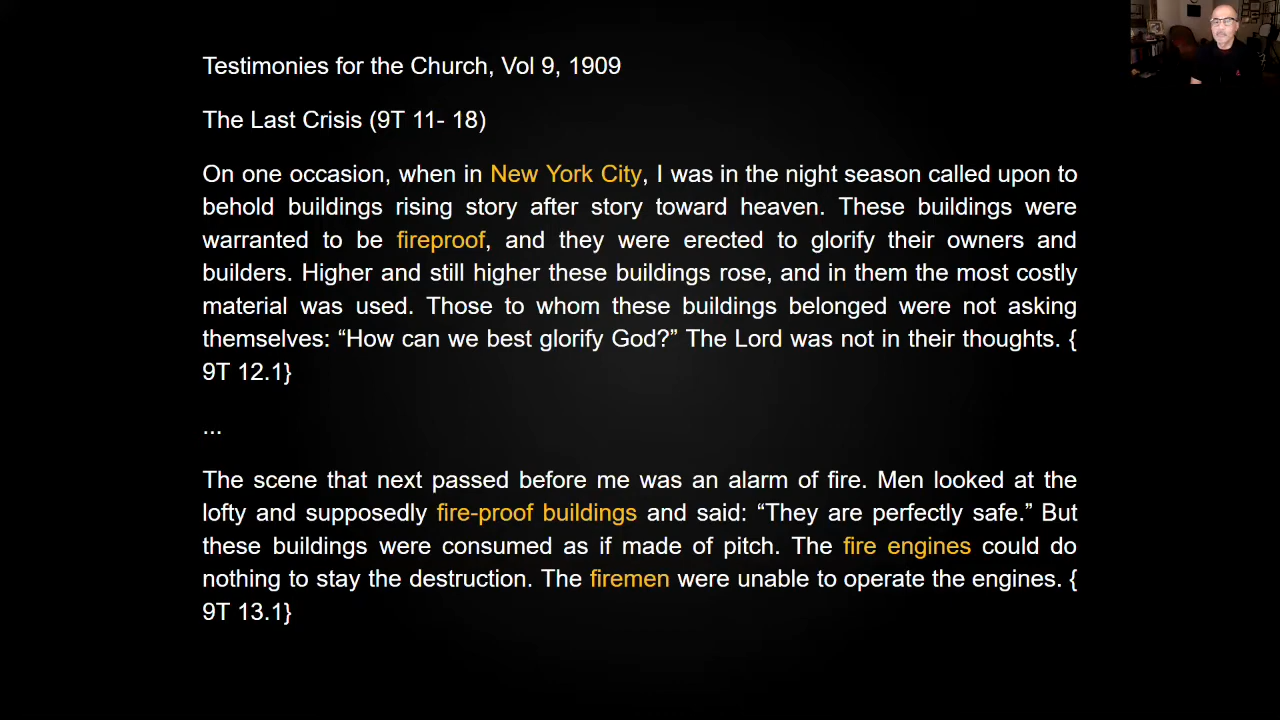 Testimonies for the Church, Vol 9, 1909
The Last Crisis (9T 11- 18)
On one occasion, when in New York City, I was in the night season called upon to
behold buildings rising story after story toward heaven. These buildings were
warranted to be fireproof, and they were erected to glorify their owners and
builders. Higher and still higher these buildings rose, and in them the most costly
material was used. Those to whom these buildings belonged were not asking
themselves: “How can we best glorify God?” The Lord was not in their thoughts. {
9T 12.1}
...
The scene that next passed before me was an alarm of fire. Men looked at the
lofty and supposedly fire-proof buildings and said: “They are perfectly safe.” But
these buildings were consumed as if made of pitch. The fire engines could do
nothing to stay the destruction. The firemen were unable to operate the engines. {
9T 13.1}